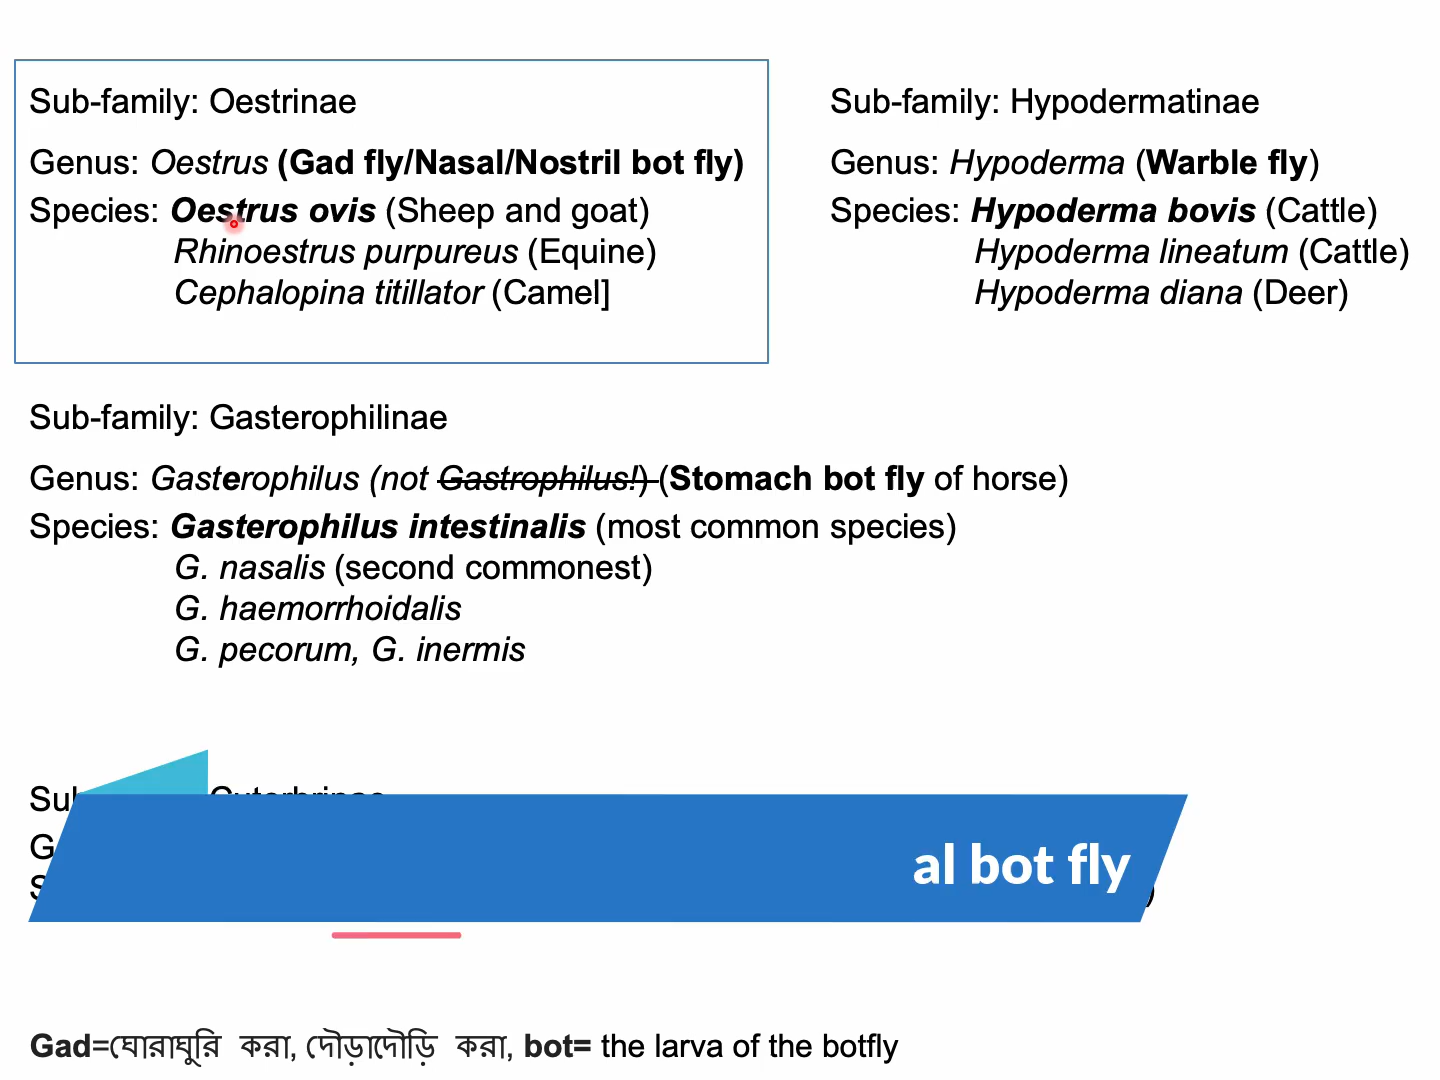 Sub-family: Oestrinae
Genus: Oestrus (Gad fly/Nasal/Nostril bot fly)
Species: Oestrus ovis (Sheep and goat)
Rhinoestrus purpureus (Equine)
Cephalopina titillator (Camel]
Sub-family: Hypodermatinae
Genus: Hypoderma (Warble fly)
Species: Hypoderma bovis (Cattle)
Hypoderma lineatum (Cattle)
Hypoderma diana (Deer)
Sub-family: Gasterophilinae
Genus: Gasterophilus (not Gastrophilus!) (Stomach bot fly of horse)
Species: Gasterophilus intestinalis (most common species)
G. nasalis (second commonest)
G. haemorrhoidalis
G. pecorum, G. inermis
al bot fly
Gad=ঘোরাঘুরি করা, দৌড়াদৌড়ি করা, bot= the larva of the botfly